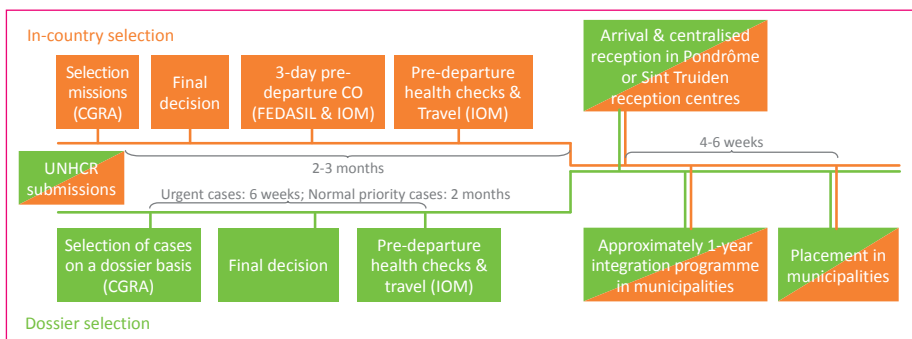 In-country selection
Selection
missions
(CGRA)
Final
decision
3-day pre-
departure CO
(FEDASIL & IOM)
Pre-departure
health checks &
Travel (IOM)
Arrival & centralised
reception in Pondrôme
or Sint Truiden
reception centres
UNHCR
submissions
2-3 months
4-6 weeks
Urgent cases: 6 weeks; Normal priority cases: 2 months
Selection of cases
on a dossier basis
(CGRA)
Final decision
Pre-departure
health checks &
travel (IOM)
Approximately 1-year
integration programme
in municipalities
Placement in
municipalities
Dossier selection